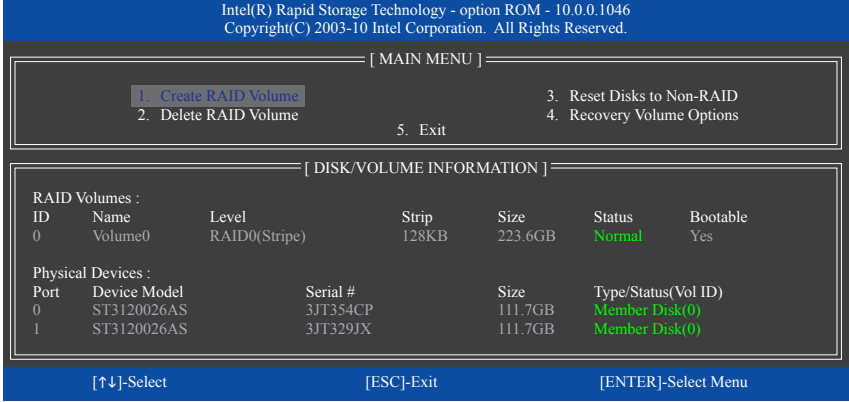 Intel(R) Rapid Storage Technology - option ROM - 10.0.0.1046
Copyright(C) 2003-10 Intel Corporation. All Rights Reserved.
[ MAIN MENU ]
1. Create RAID Volume 3. Reset Disks to Non-RAID
2. Delete RAID Volume 4. Recovery Volume Options
5. Exit
[ DISK/VOLUME INFORMATION ]
RAID Volumes :
ID Name Level Strip Size Status Bootable
0 Volume0 RAID0(Stripe) 128KB 223.6GB Normal Yes
Physical Devices :
Port Device Model Serial # Size Type/Status(Vol ID)
0 ST3120026AS 3JT354CP 111.7GB Member Disk(0)
1 ST3120026AS 3JT329JX 111.7GB Member Disk(0)
[↑↓]-Select [ESC]-Exit [ENTER]-Select Menu